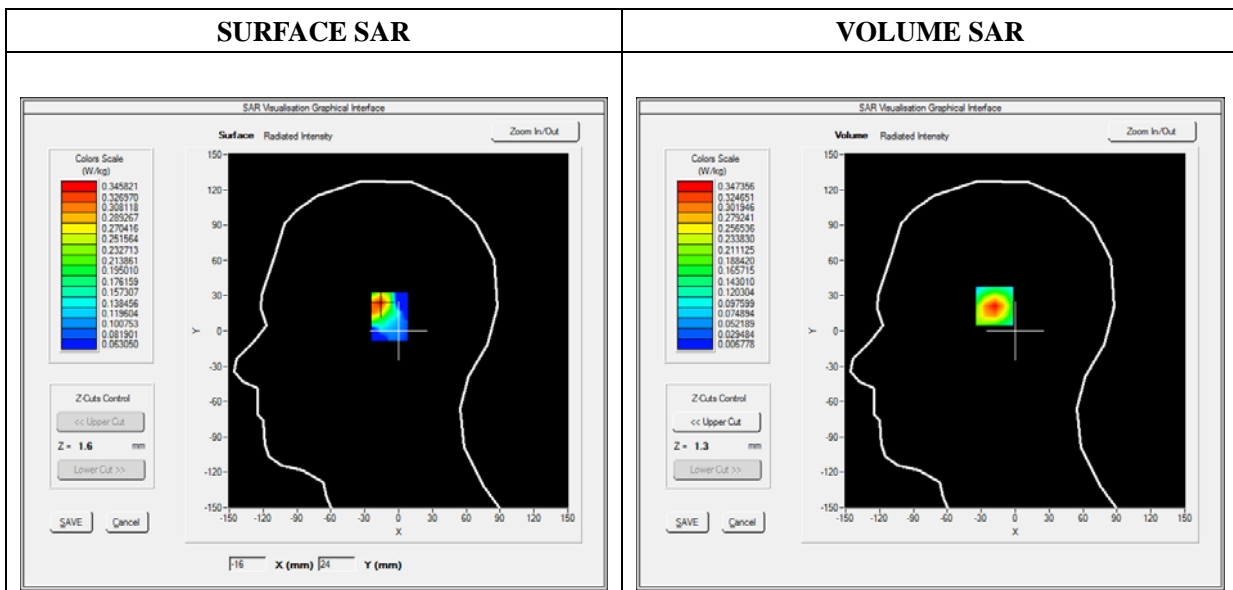 SURFACE SAR
VOLUME SAR
SAR Visualisation Graphical Interface
Surface Radiated Intensity
Zoom In/Out
Colors Scale
(W/kg)
0.345821
0.326970
0.308118
0.289267
0.270416
0.251564
0.232713
0.213861
0.195010
0.176159
0.157307
0.138456
0.119604
0.100753
0.081901
0.063050
150
120
90
60
30
0
-30
-60
-90
-120
-150
Y
-150 -120 -90 -60 -30 0 30 60 90 120 150
X
Z-Cuts Control
<< Upper Cut
Z = 1.6 mm
Lower Cut >>
SAVE Cancel
-16 X (mm) 24 Y (mm)
SAR Visualisation Graphical Interface
Volume Radiated Intensity
Zoom In/Out
Colors Scale
(W/kg)
0.347356
0.324651
0.301946
0.279241
0.256536
0.233830
0.211125
0.188420
0.165715
0.143010
0.120304
0.097599
0.074894
0.052189
0.029484
0.006778
150
120
90
60
30
0
-30
-60
-90
-120
-150
Y
-150 -120 -90 -60 -30 0 30 60 90 120 150
X
Z-Cuts Control
<< Upper Cut
Z = 1.3 mm
Lower Cut >>
SAVE Cancel